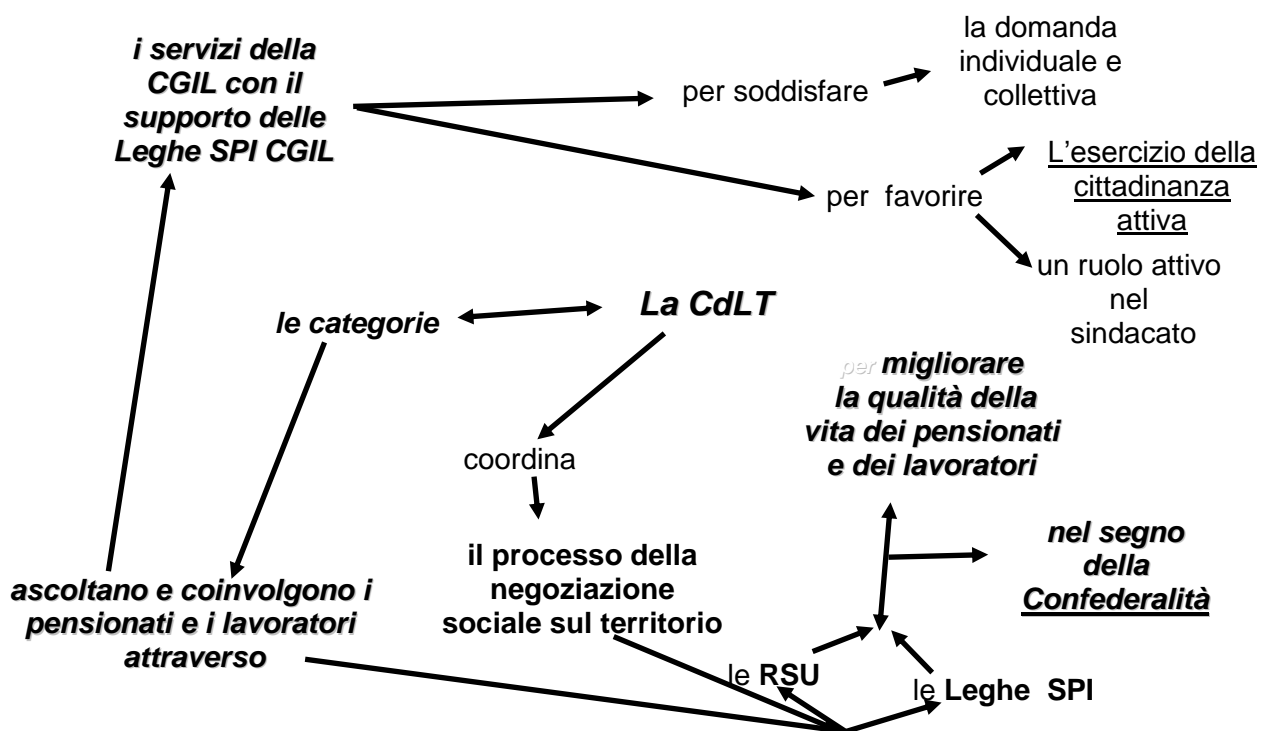 i servizi della
CGIL con il
supporto delle
Leghe SPI CGIL
per soddisfare
la domanda
individuale e
collettiva
per favorire
L'esercizio della
cittadinanza
attiva
un ruolo attivo
nel
sindacato
La CdLT
le categorie
per migliorare
la qualità della
vita dei pensionati
e dei lavoratori
coordina
il processo della
negoziazione
sociale sul territorio
nel segno
della
Confederalità
ascoltano e coinvolgono i
pensionati e i lavoratori
attraverso
le RSU
le Leghe SPI